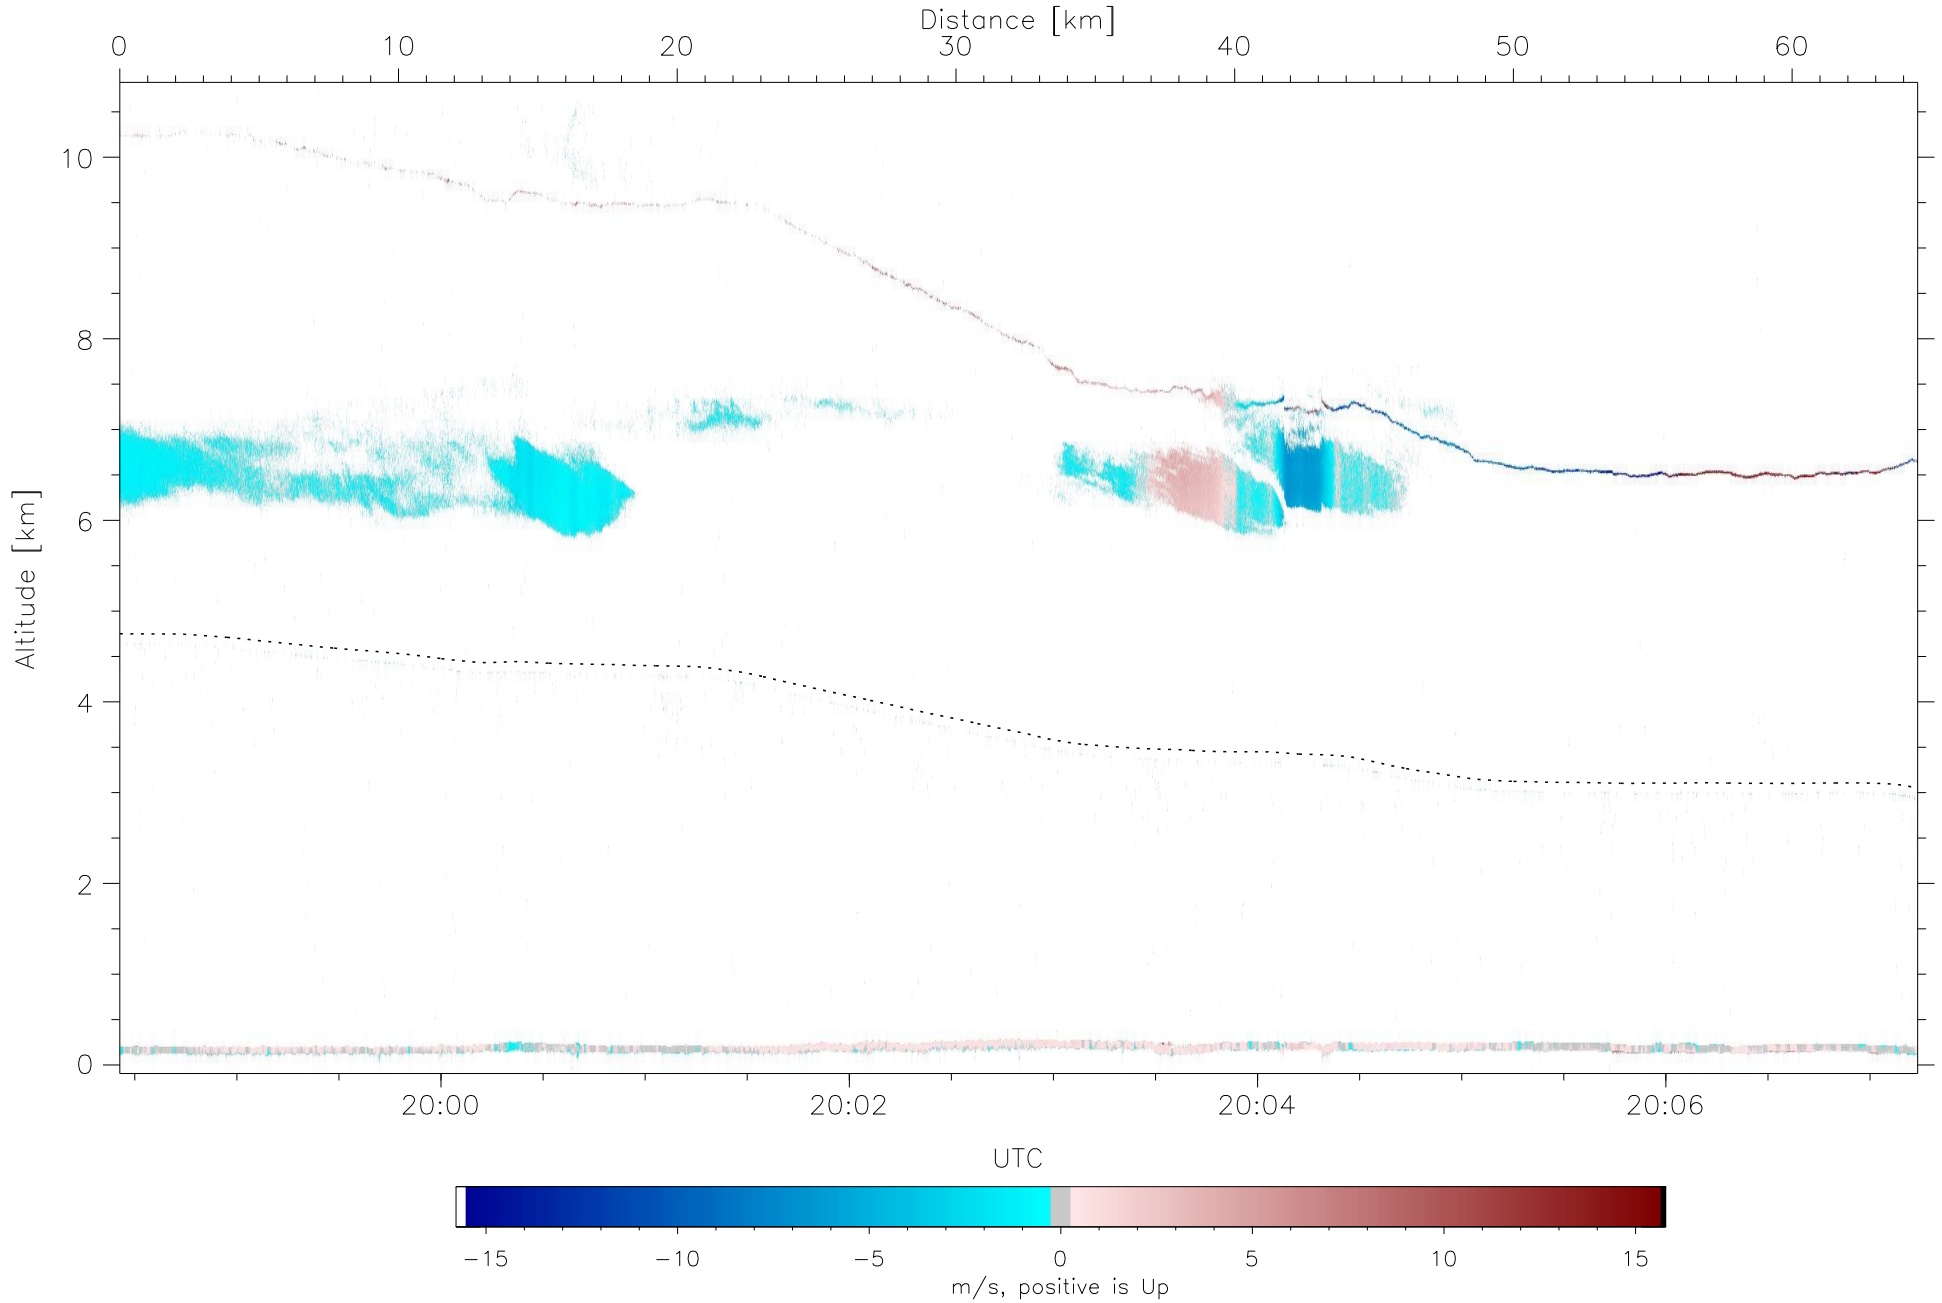 Distance [km]
0 10 20 30 40 50 60
10
8
6
4
2
0
Altitude [km]
20:00 20:02 20:04 20:06
UTC
−15 −10 −5 0 5 10 15
m/s, positive is Up